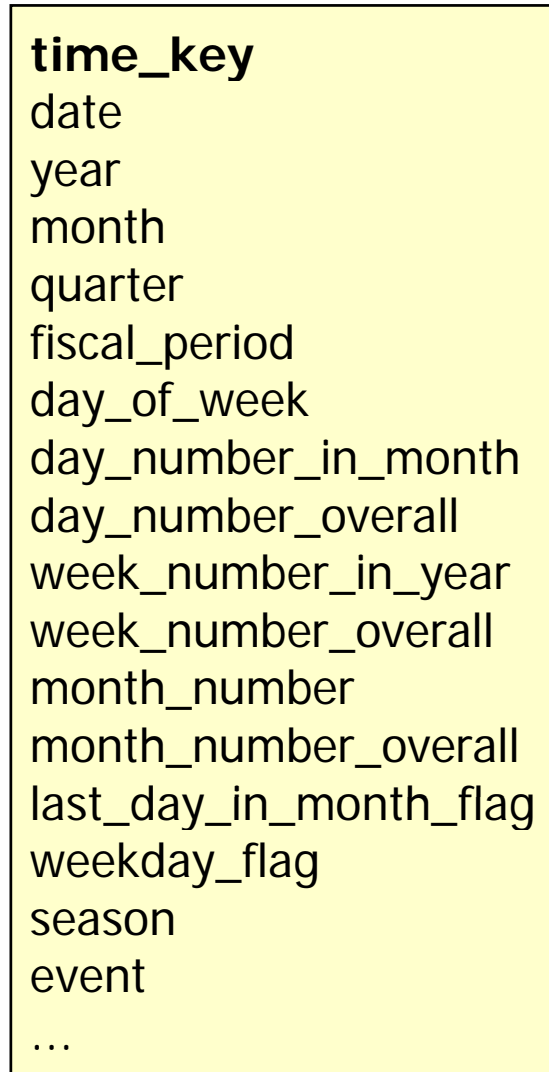 time_key
date
year
month
quarter
fiscal_period
day_of_week
day_number_in_month
day_number_overall
week_number_in_year
week_number_overall
month_number
month_number_overall
last_day_in_month_flag
weekday_flag
season
event
…